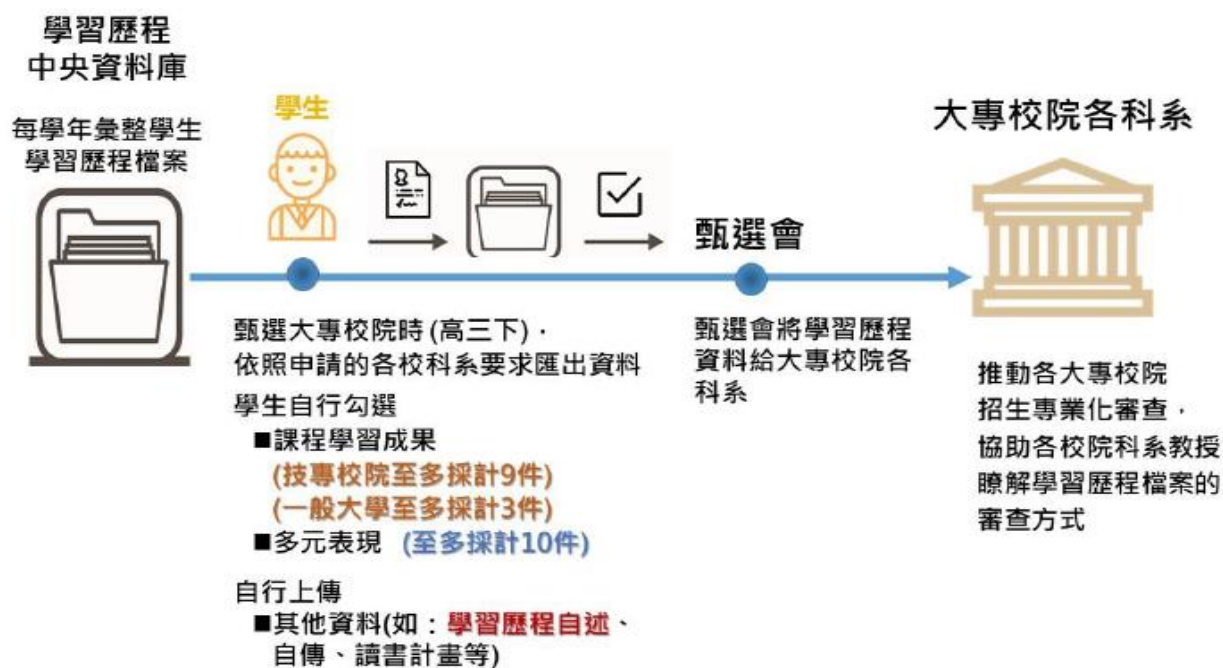 學習歷程
中央資料庫
每學年彙整學生
學習歷程檔案
學生
甄選會
大專校院各科系
甄選大專校院時(高三下)，
依照申請的各校科系要求匯出資料
學生自行勾選
■課程學習成果
(技專校院至多採計9件)
(一般大學至多採計3件)
■多元表現 (至多採計10件)
自行上傳
■其他資料(如：學習歷程自述、
自傳、讀書計畫等)
甄選會將學習歷程
資料給大專校院各
科系
推動各大專校院
招生專業化審查，
協助各校院科系教授
瞭解學習歷程檔案的
審查方式